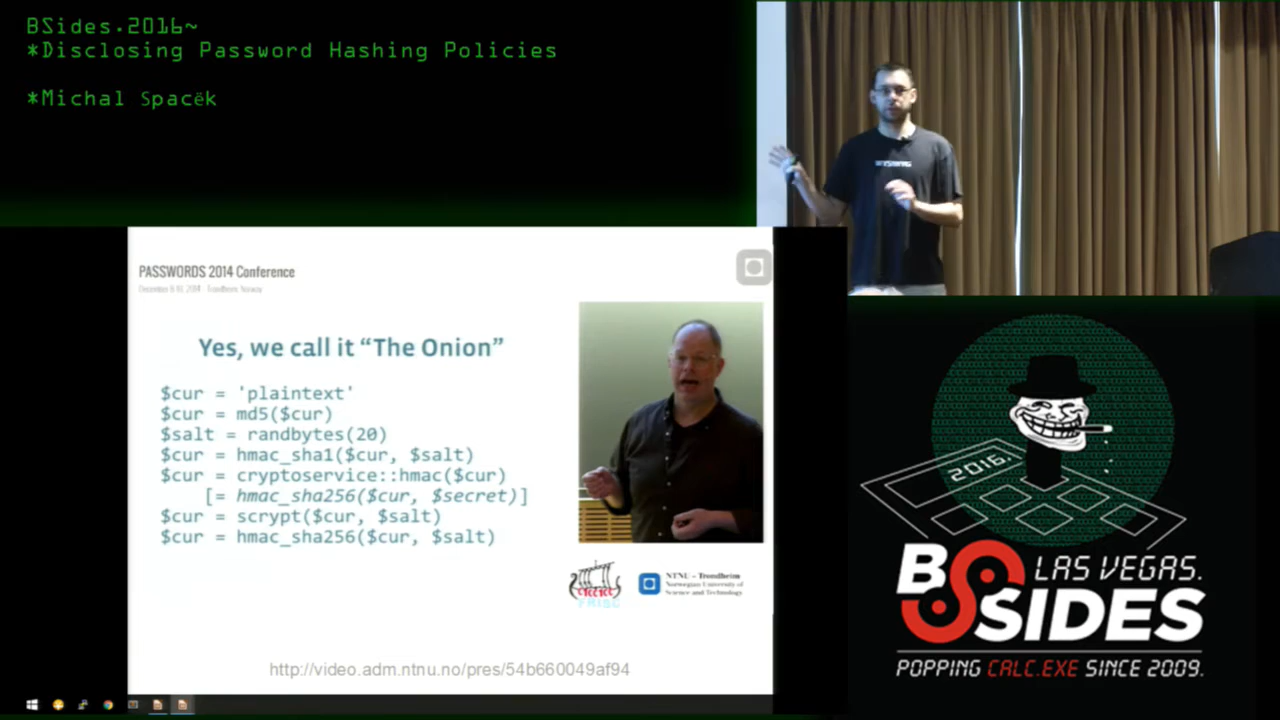 BSides.2016~
*Disclosing Password Hashing Policies
*Michal Spacëk
PASSWORDS 2014 Conference
Yes, we call it “The Onion”
$cur = 'plaintext'
$cur = md5($cur)
$salt = randbytes(20)
$cur = hmac_sha1($cur, $salt)
$cur = cryptoservice::hmac($cur)
[= hmac_sha256($cur, $secret)]
$cur = scrypt($cur, $salt)
$cur = hmac_sha256($cur, $salt)
FRISC
NTNU – Trondheim
Norwegian University of
Science and Technology
http://video.adm.ntnu.no/pres/54b660049af94
2016.
BSIDES
LAS VEGAS.
POPPING CALC.EXE SINCE 2009.